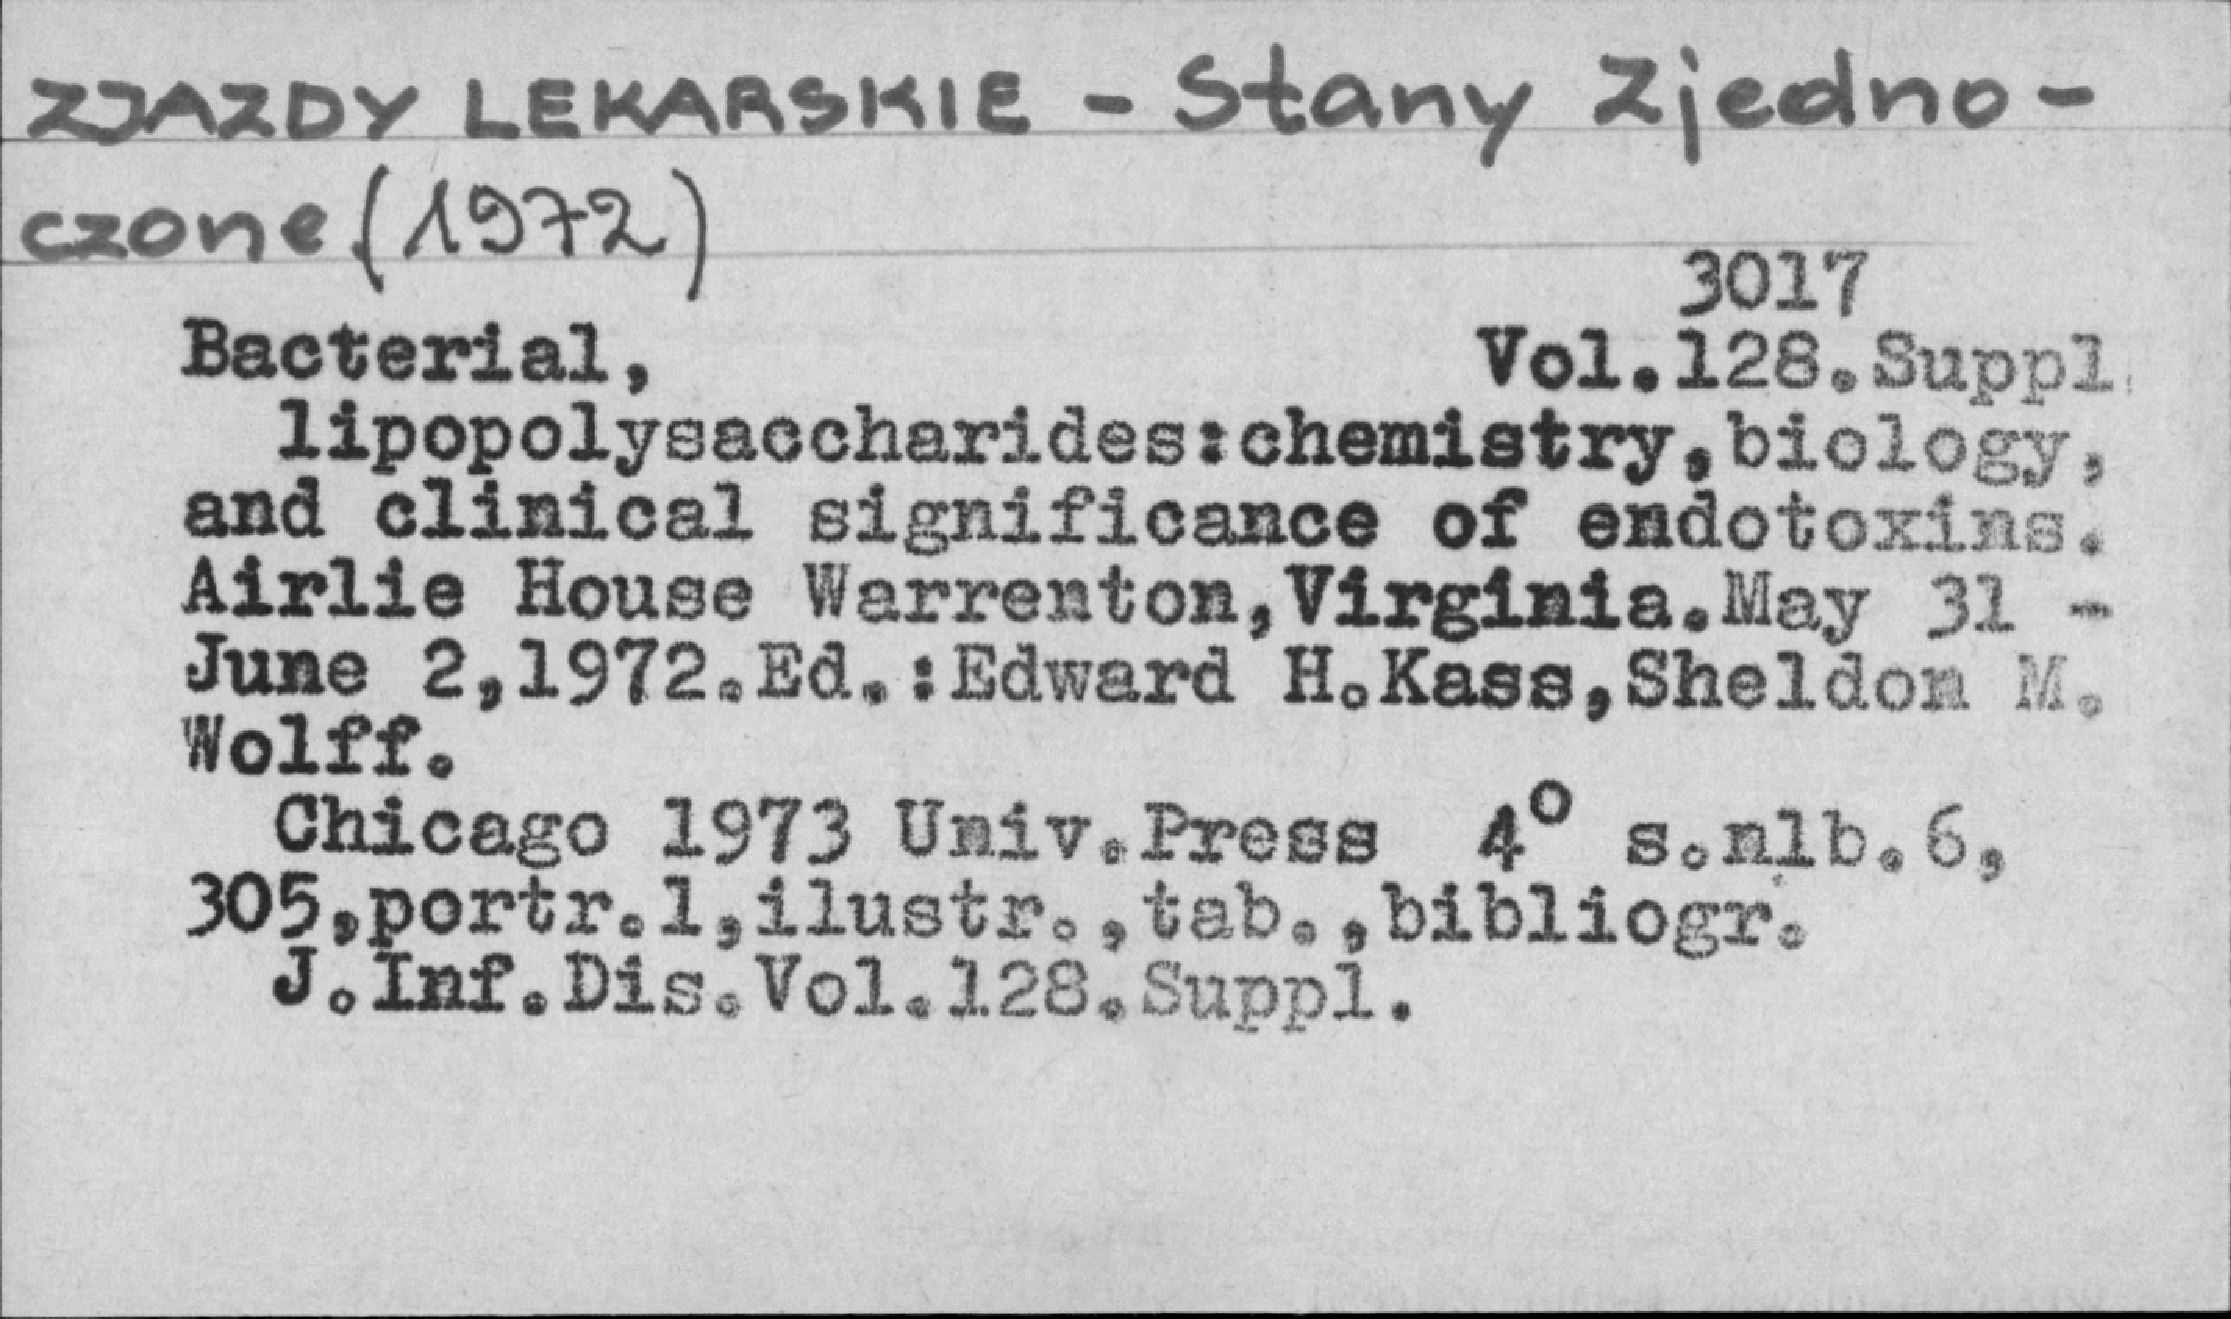 ZJAZDY LEKARSKIE - Stany Zjedno-
czone (1972)
3017
Bacterial, Vol.128.Suppl.
lipopolysaccharides:chemistry,biology,
and clinical significance of endotoxins.
Airlie House Warrenton,Virginia.May 31 -
June 2,1972.Ed.:Edward H.Kass,Sheldon M.
Wolff.
Chicago 1973 Univ.Press 4° s.nlb.6,
305,portr.1,ilustr.,tab.,bibliogr.
J.Inf.Dis.Vol.128.Suppl.